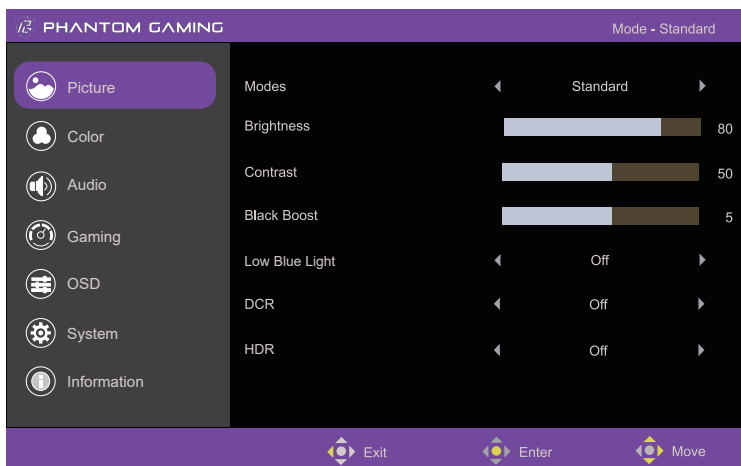 PHANTOM GAMING Mode - Standard
Picture
Color
Audio
Gaming
OSD
System
Information
Modes Standard
Brightness 80
Contrast 50
Black Boost 5
Low Blue Light Off
DCR Off
HDR Off
Exit Enter Move